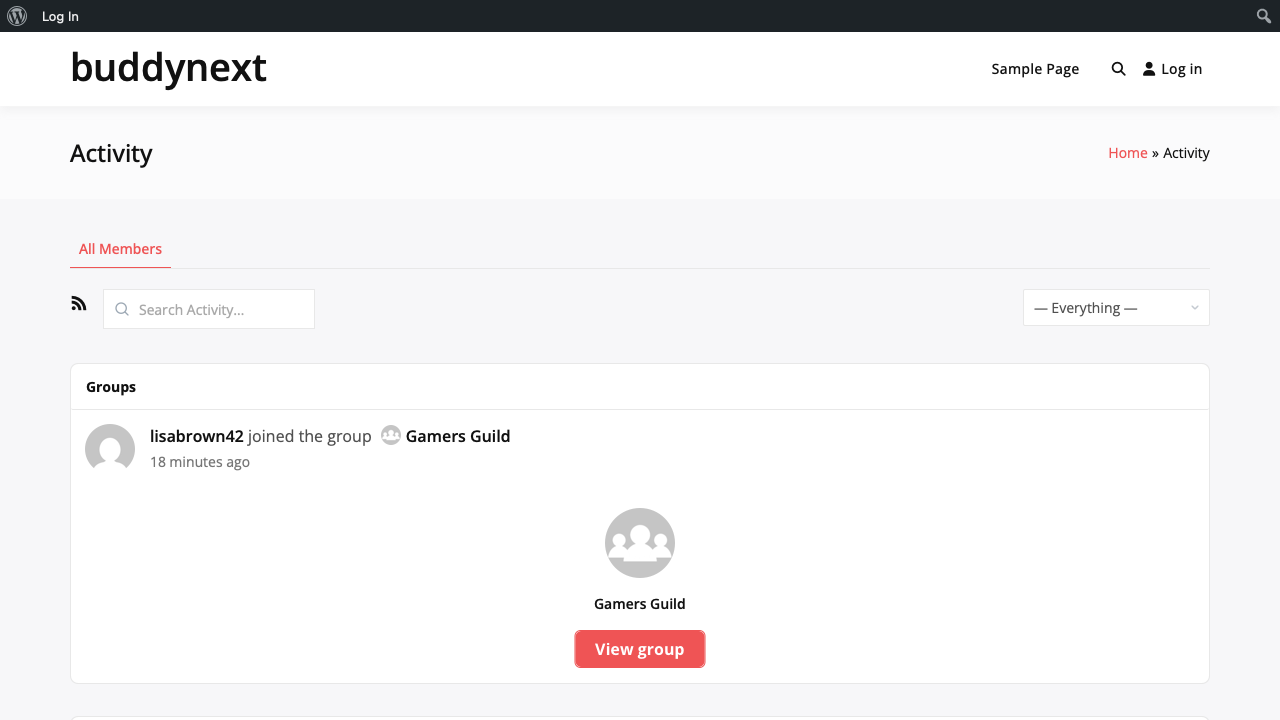 Log In
buddynext
Sample Page
Log in
Activity
Home » Activity
All Members
Search Activity...
— Everything —
Groups
lisabrown42 joined the group Gamers Guild
18 minutes ago
Gamers Guild
View group